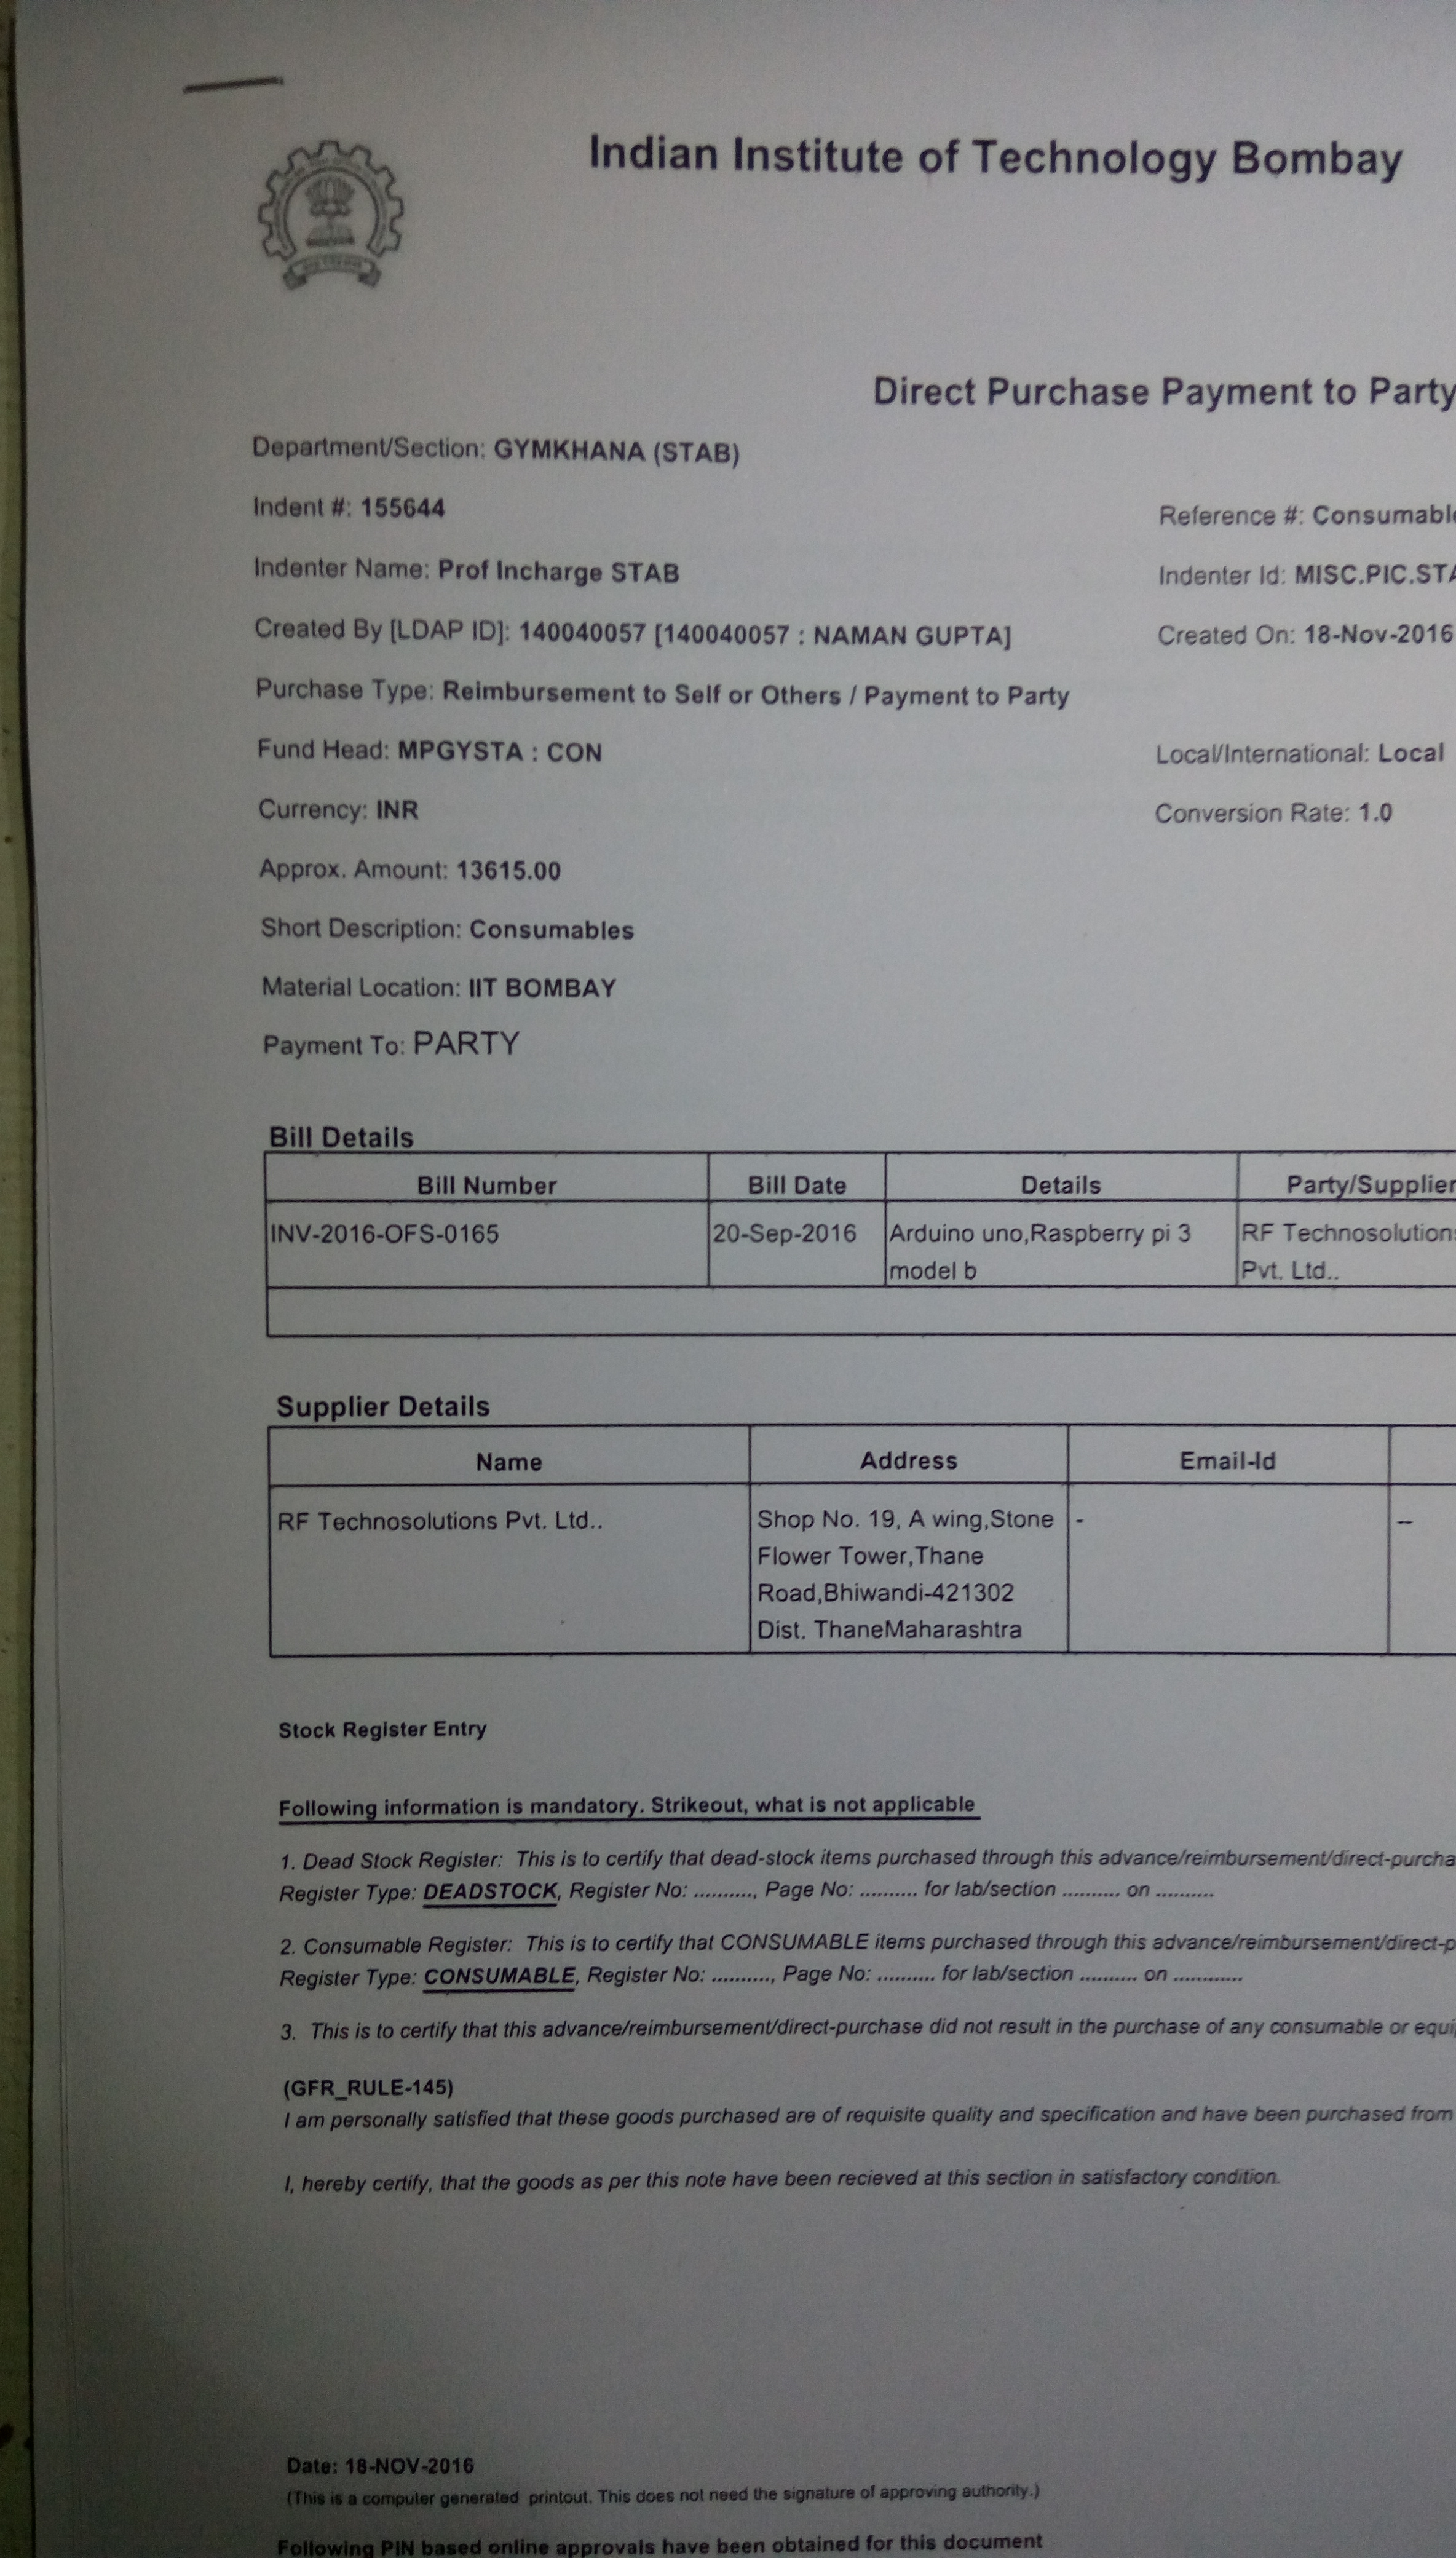 Indian Institute of Technology Bombay
Direct Purchase Payment to Party
Department/Section: GYMKHANA (STAB)
Indent #: 155644
Reference #: Consumable
Indenter Name: Prof Incharge STAB
Indenter Id: MISC.PIC.STA
Created By [LDAP ID]: 140040057 [140040057 : NAMAN GUPTA]
Created On: 18-Nov-2016
Purchase Type: Reimbursement to Self or Others / Payment to Party
Fund Head: MPGYSTA : CON
Local/International: Local
Currency: INR
Conversion Rate: 1.0
Approx. Amount: 13615.00
Short Description: Consumables
Material Location: IIT BOMBAY
Payment To: PARTY
Bill Details
Bill Number Bill Date Details Party/Supplier
INV-2016-OFS-0165 20-Sep-2016 Arduino uno,Raspberry pi 3 RF Technosolutions
model b Pvt. Ltd..
Supplier Details
Name Address Email-Id
RF Technosolutions Pvt. Ltd.. Shop No. 19, A wing,Stone - --
Flower Tower,Thane
Road,Bhiwandi-421302
Dist. ThaneMaharashtra
Stock Register Entry
Following information is mandatory. Strikeout, what is not applicable
1. Dead Stock Register: This is to certify that dead-stock items purchased through this advance/reimbursement/direct-purcha
Register Type: DEADSTOCK, Register No: .........., Page No: .......... for lab/section .......... on ..........
2. Consumable Register: This is to certify that CONSUMABLE items purchased through this advance/reimbursement/direct-p
Register Type: CONSUMABLE, Register No: .........., Page No: .......... for lab/section .......... on ............
3. This is to certify that this advance/reimbursement/direct-purchase did not result in the purchase of any consumable or equi
(GFR_RULE-145)
I am personally satisfied that these goods purchased are of requisite quality and specification and have been purchased from
I, hereby certify, that the goods as per this note have been recieved at this section in satisfactory condition.
Date: 18-NOV-2016
(This is a computer generated printout. This does not need the signature of approving authority.)
Following PIN based online approvals have been obtained for this document